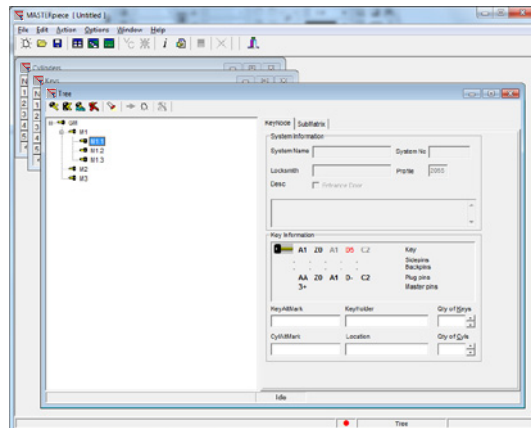 MASTERpiece [ Untitled ]
File Edit Action Options Window Help
Cylinders
Keys
Tree
GM
M1
M1.1
M1.2
M1.3
M2
M3
KeyNode SubMatrix
System Information
System Name System No
Locksmith Profile 2055
Desc Entrance Door
Key Information
A1 Z0 A1 D5 C2 Key
Sidepins
Backpins
AA Z0 A1 D- C2 Plug pins
3+ Master pins
KeyAltMark KeyHolder Qty of Keys
CylAltMark Location Qty of Cyls
Idle
Tree